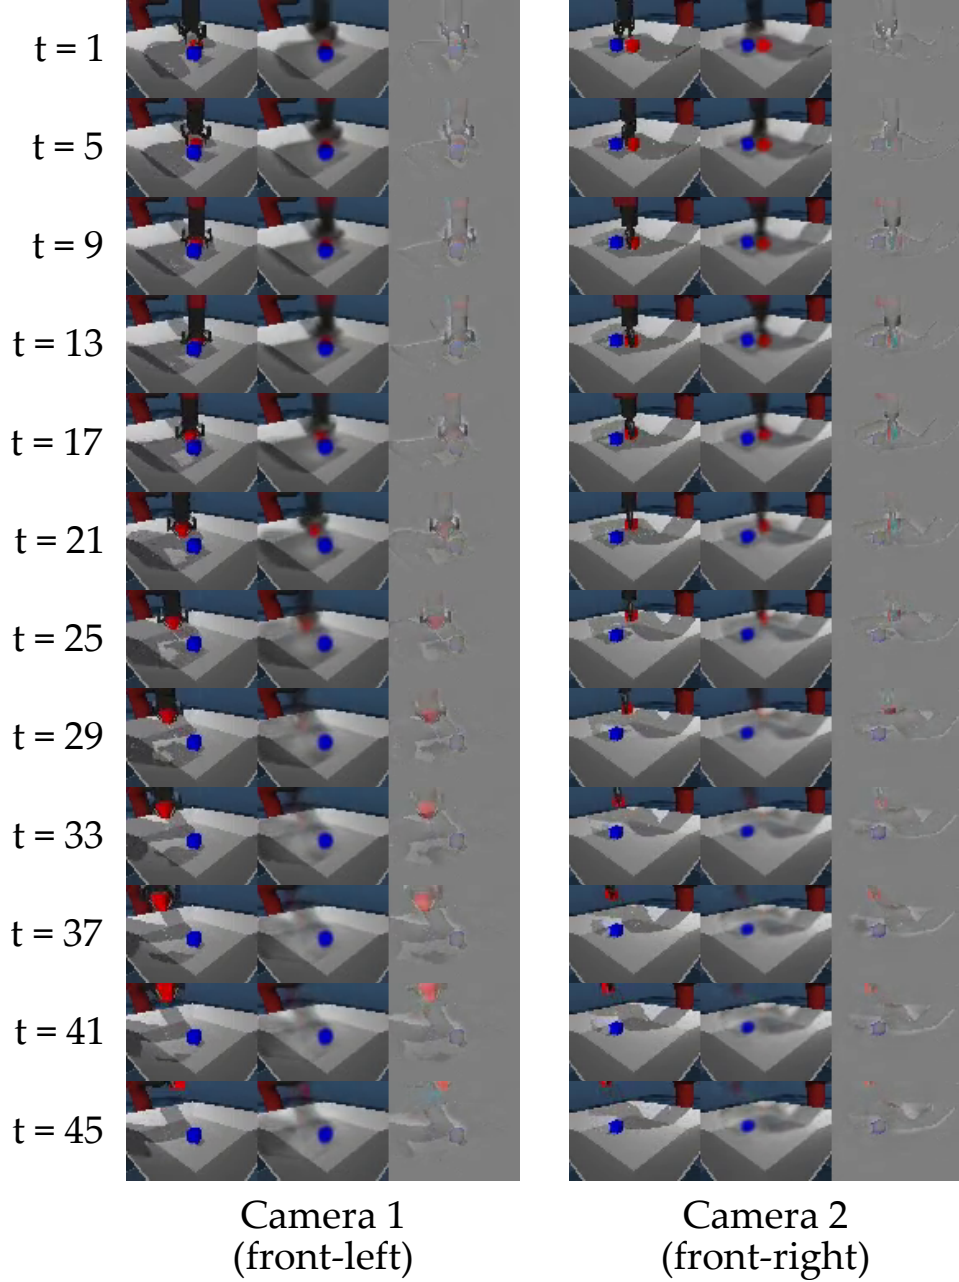 t = 1
t = 5
t = 9
t = 13
t = 17
t = 21
t = 25
t = 29
t = 33
t = 37
t = 41
t = 45
Camera 1
(front-left)
Camera 2
(front-right)